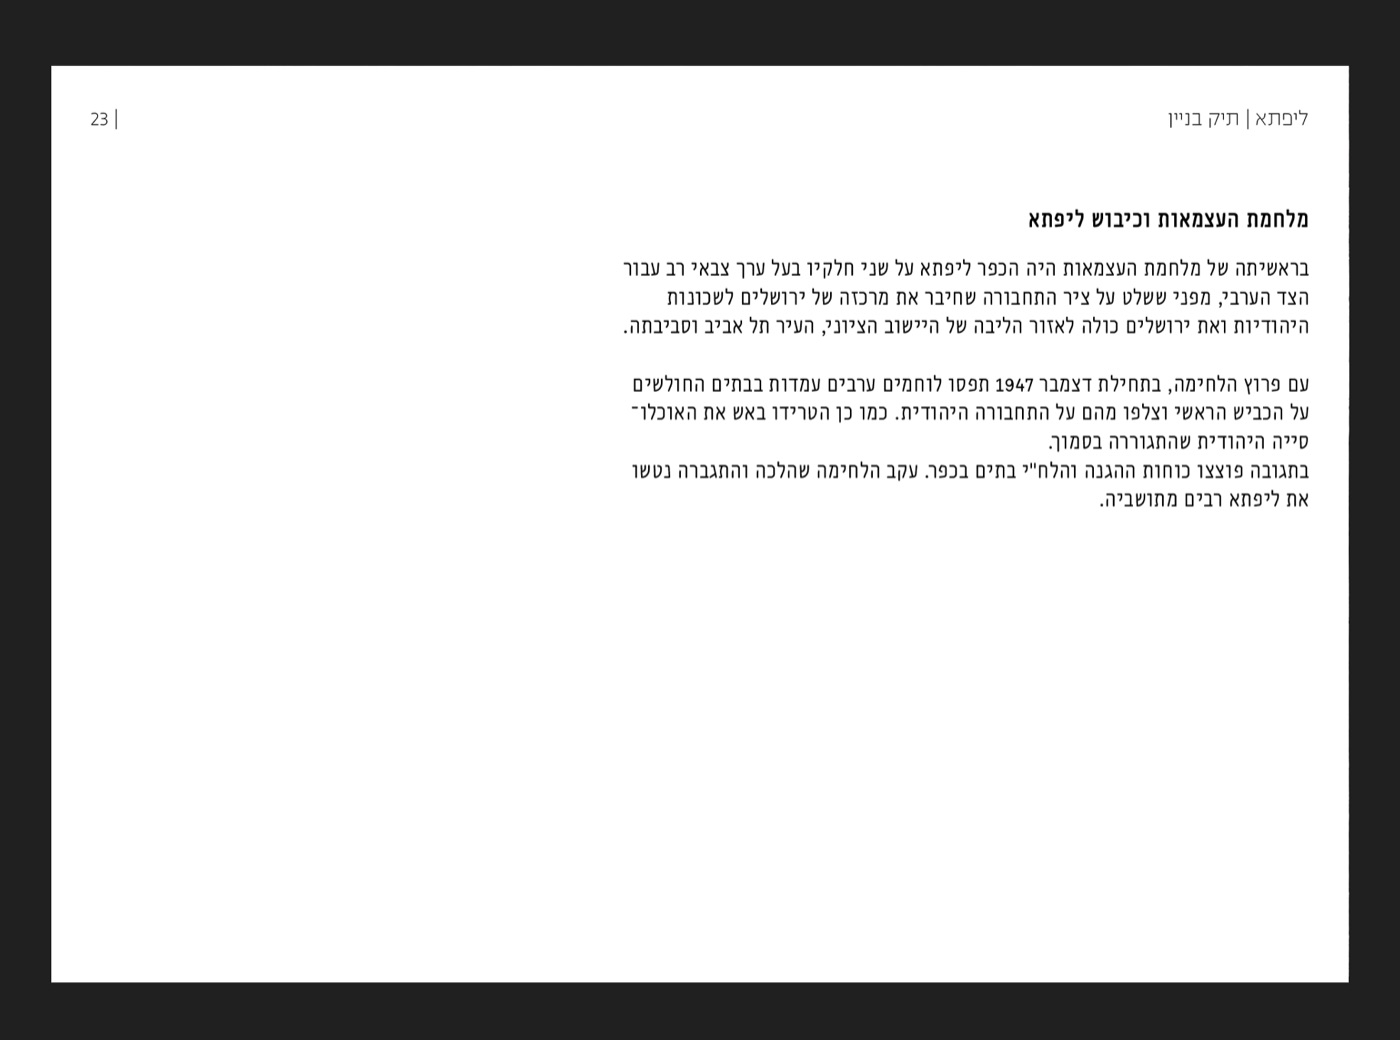 ליפתא | תיק בניין
| 23
מלחמת העצמאות וכיבוש ליפתא
בראשיתה של מלחמת העצמאות היה הכפר ליפתא על שני חלקיו בעל ערך צבאי רב עבור
הצד הערבי, מפני ששלט על ציר התחבורה שחיבר את מרכזה של ירושלים לשכונות
היהודיות ואת ירושלים כולה לאזור הליבה של היישוב הציוני, העיר תל אביב וסביבתה.
עם פרוץ הלחימה, בתחילת דצמבר 1947 תפסו לוחמים ערבים עמדות בבתים החולשים
על הכביש הראשי וצלפו מהם על התחבורה היהודית. כמו כן הטרידו באש את האוכלו־
סייה היהודית שהתגוררה בסמוך.
בתגובה פוצצו כוחות ההגנה והלח"י בתים בכפר. עקב הלחימה שהלכה והתגברה נטשו
את ליפתא רבים מתושביה.